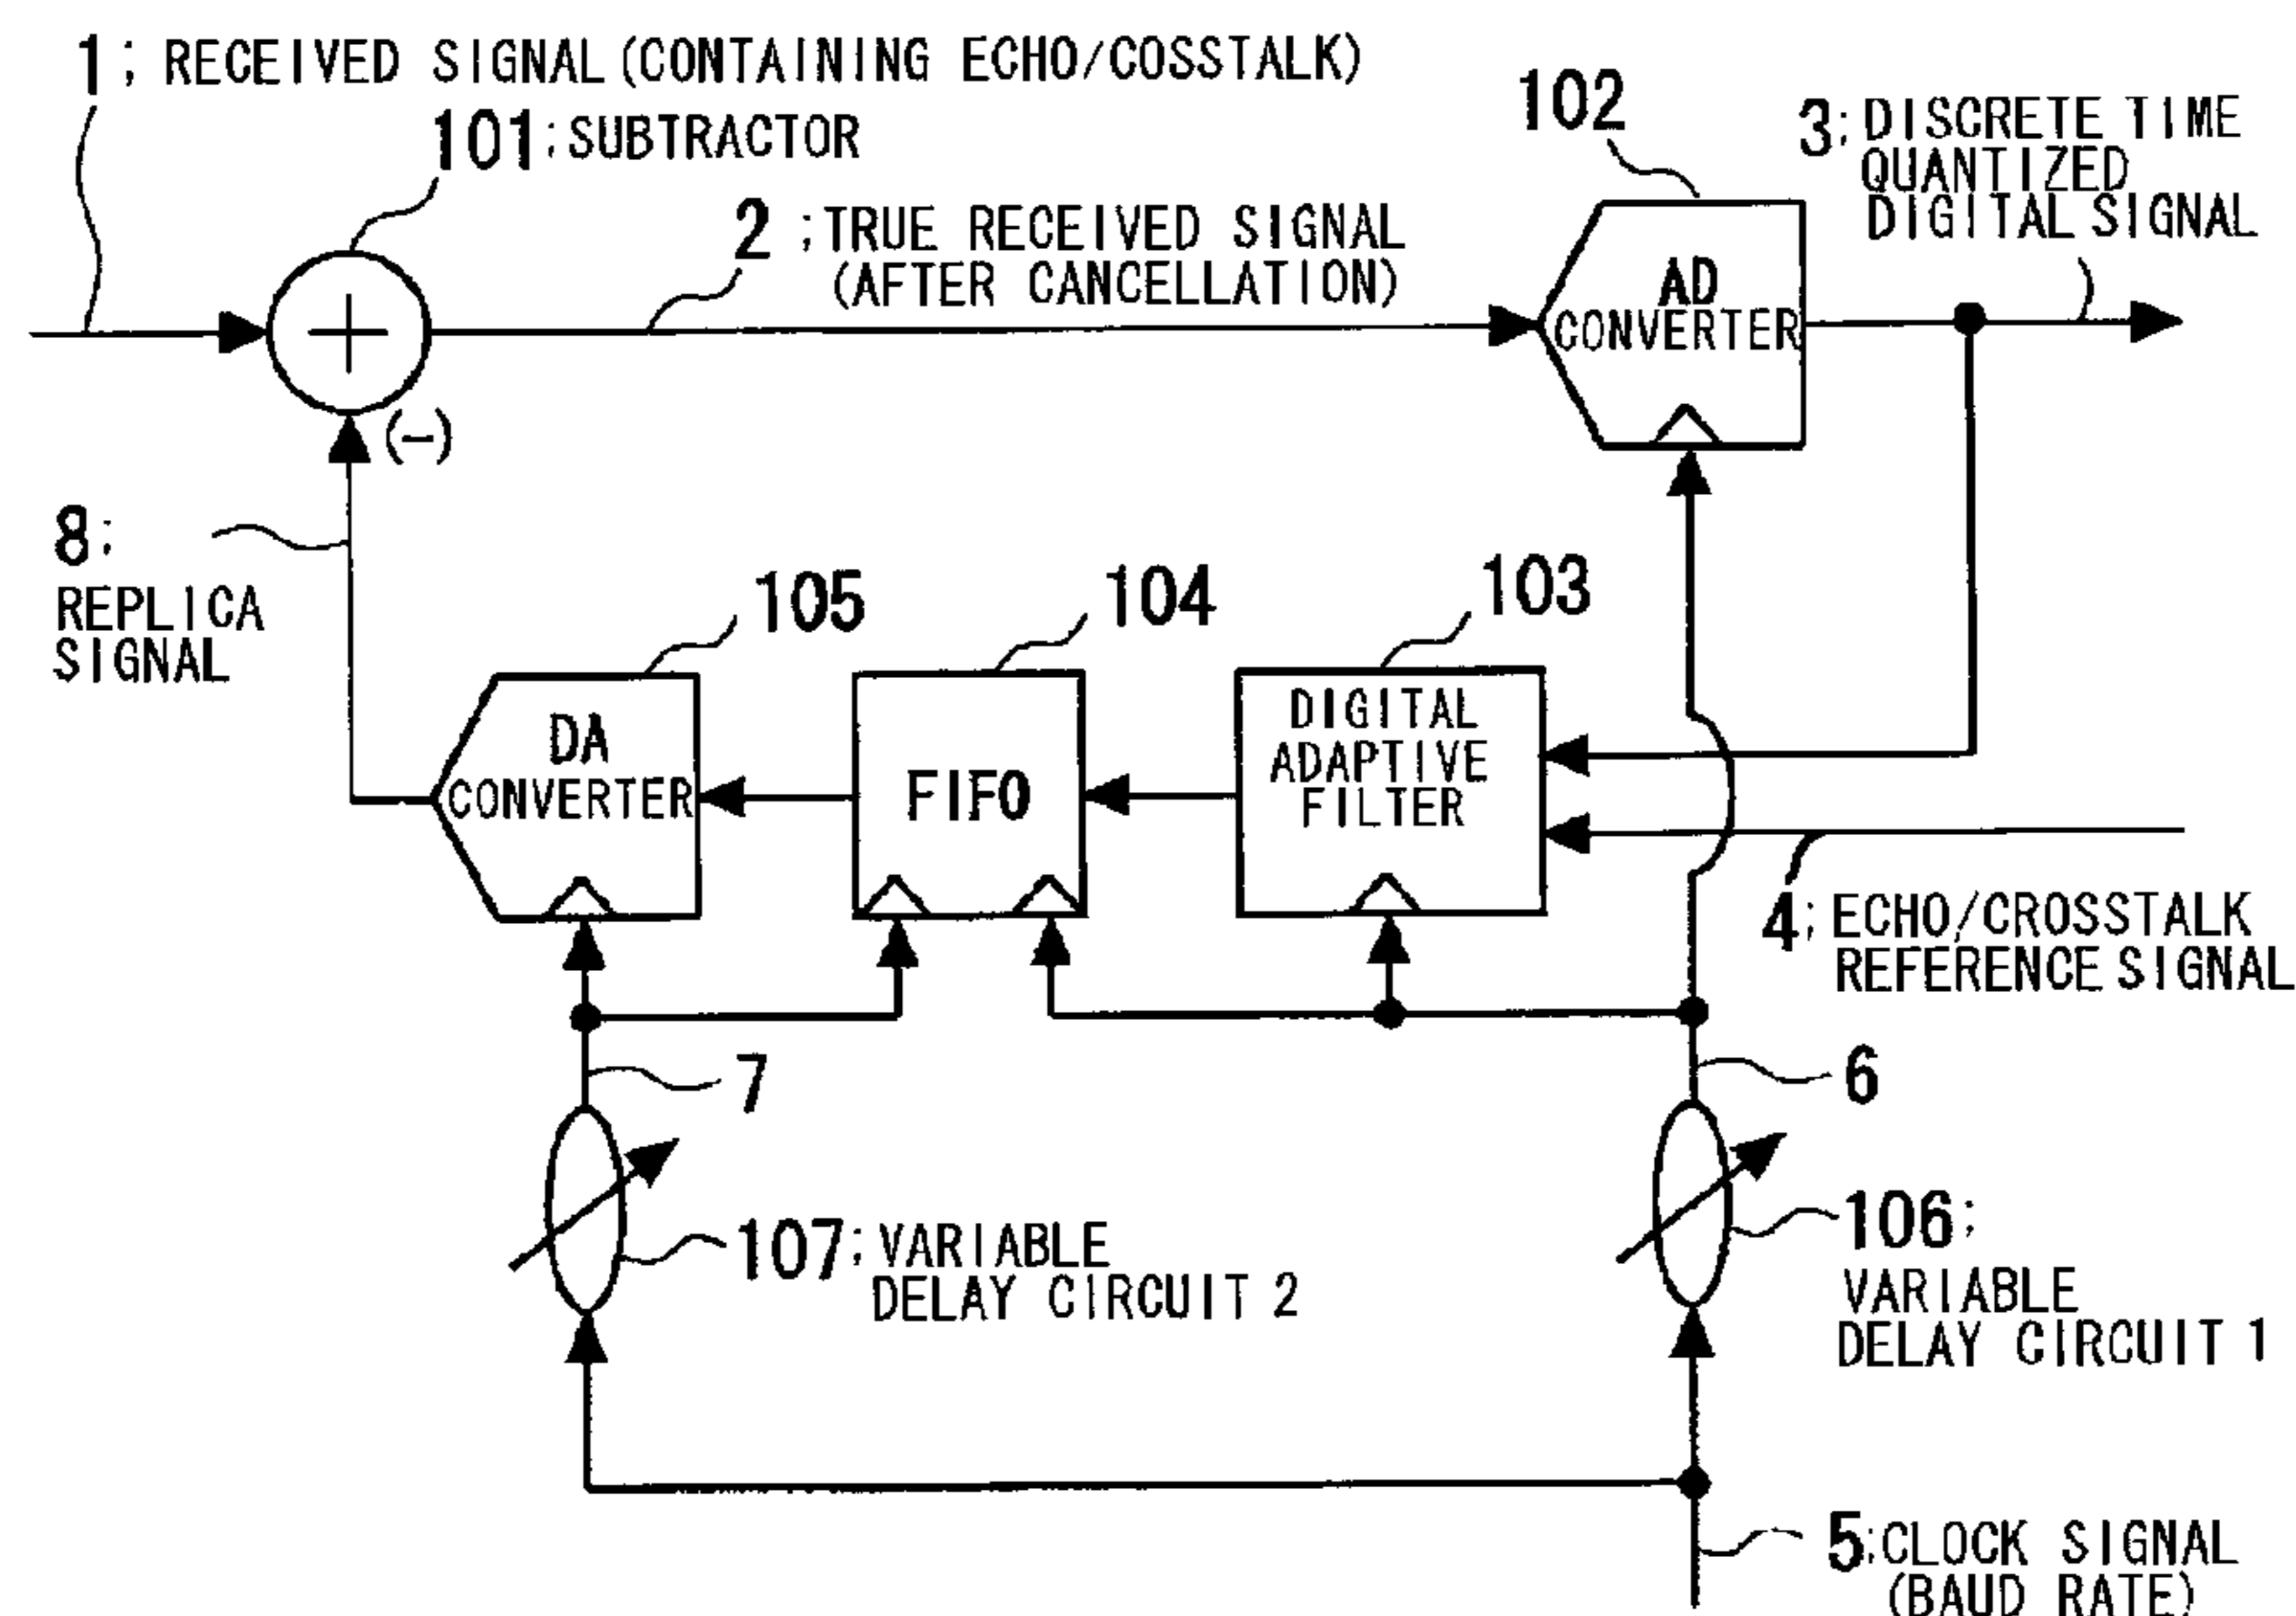 1; RECEIVED SIGNAL(CONTAINING ECHO/COSSTALK)
101;SUBTRACTOR
102
3;DISCRETE TIME
QUANTIZED
DIGITAL SIGNAL
2;TRUE RECEIVED SIGNAL
(AFTER CANCELLATION)
AD
CONVERTER
(-)
8;
REPLICA
SIGNAL
105
104
103
DA
CONVERTER
FIFO
DIGITAL
ADAPTIVE
FILTER
4;ECHO/CROSSTALK
REFERENCE SIGNAL
7
6
107;VARIABLE
DELAY CIRCUIT 2
106;
VARIABLE
DELAY CIRCUIT 1
5;CLOCK SIGNAL
(BAUD RATE)